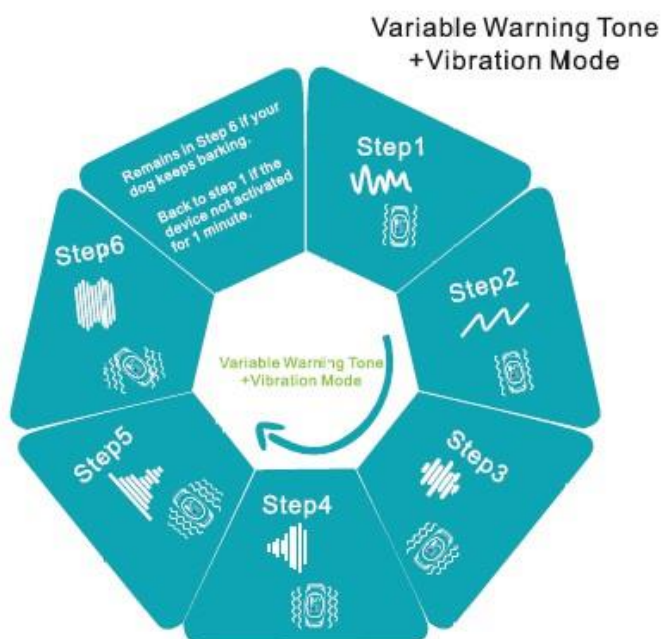 Variable Warning Tone
+Vibration Mode
Remains in Step 6 if your
dog keeps barking.
Back to step 1 if the
device not activated
for 1 minute.
Step1
Step2
Step3
Step4
Step5
Step6
Variable Warning Tone
+Vibration Mode